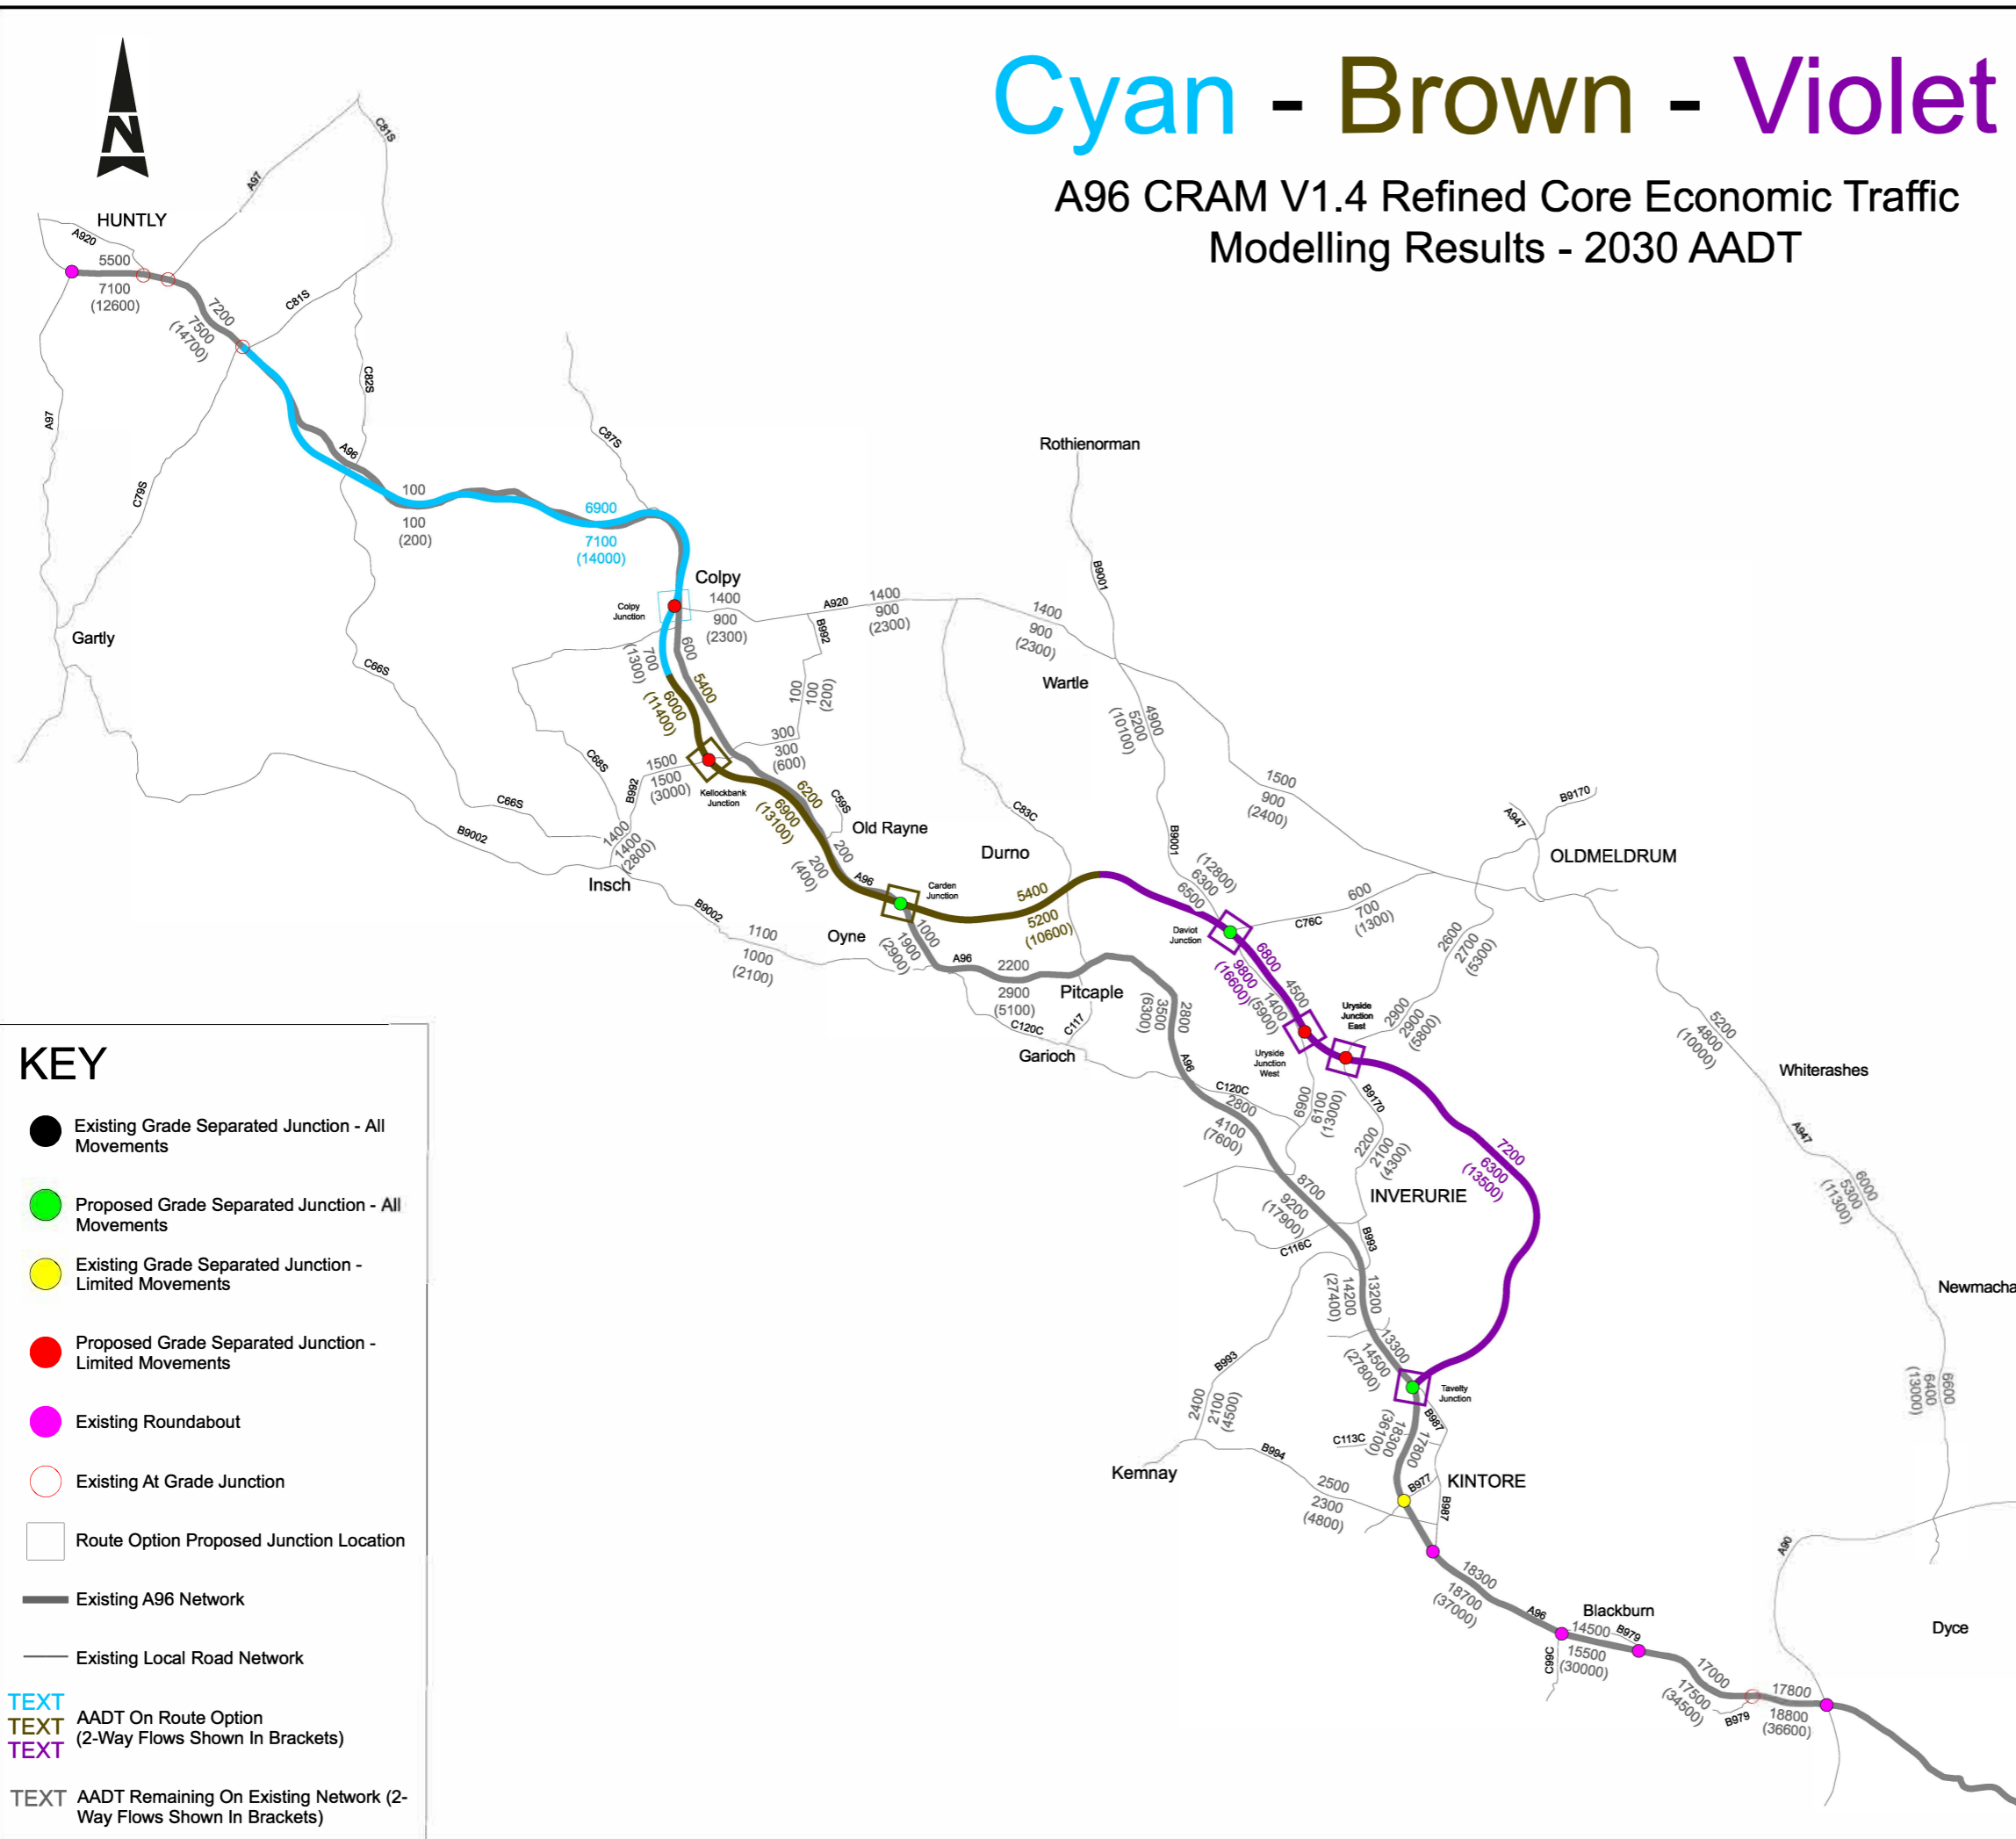 Cyan - Brown - Violet
A96 CRAM V1.4 Refined Core Economic Traffic
Modelling Results - 2030 AADT
N
C81S
A97
HUNTLY
A920
5500
7100
(12600)
7200
7500
(14700)
C81S
A97
C82S
C79S
A96
100
100
(200)
C87S
6900
7100
(14000)
Rothienorman
B9001
Gartly
Colpy
Colpy
Junction
1400
900
(2300)
A920
1400
900
(2300)
B992
1400
900
(2300)
Wartle
600
700
(1300)
5400
6000
(11400)
100
100
(200)
C66S
C68S
4900
5200
(10100)
300
300
(600)
1500
1500
(3000)
Kellockbank
Junction
B992
C66S
B9002
1400
1400
(2800)
Insch
6200
6900
(13100)
C59S
Old Rayne
200
200
(400)
A96
C83C
Durno
1500
900
(2400)
B9170
A947
OLDMELDRUM
B9001
(12800)
6300
6500
Carden
Junction
5400
5200
(10600)
B9002
1100
1000
(2100)
Oyne
1000
1900
(2900)
A96
2200
2900
(5100)
Pitcaple
C120C
C117
Garioch
Daviot
Junction
C76C
600
700
(1300)
6800
9800
(16600)
4500
1400
(5900)
2600
2700
(5300)
2900
2900
(5800)
Uryside
Junction
East
Uryside
Junction
West
2800
3500
(6300)
A96
C120C
2800
4100
(7600)
6900
6100
(13000)
B9170
2200
2100
(4300)
5200
4800
(10000)
Whiterashes
A947
7200
6300
(13500)
INVERURIE
8700
9200
(17900)
C116C
B993
6000
5300
(11300)
Newmacha
13200
14200
(27400)
13300
14500
(27800)
B993
2400
2100
(4500)
Tavelty
Junction
B987
6600
6400
(13000)
17800
18300
(36100)
C113C
Kemnay
B994
2500
2300
(4800)
B977
KINTORE
B987
A90
18300
18700
(37000)
A96
Blackburn
14500
B979
15500
(30000)
C99C
Dyce
17000
17500
(34500)
B979
17800
18800
(36600)
KEY
Existing Grade Separated Junction - All
Movements
Proposed Grade Separated Junction - All
Movements
Existing Grade Separated Junction -
Limited Movements
Proposed Grade Separated Junction -
Limited Movements
Existing Roundabout
Existing At Grade Junction
Route Option Proposed Junction Location
Existing A96 Network
Existing Local Road Network
TEXT
TEXT
TEXT
AADT On Route Option
(2-Way Flows Shown In Brackets)
TEXT
AADT Remaining On Existing Network (2-
Way Flows Shown In Brackets)